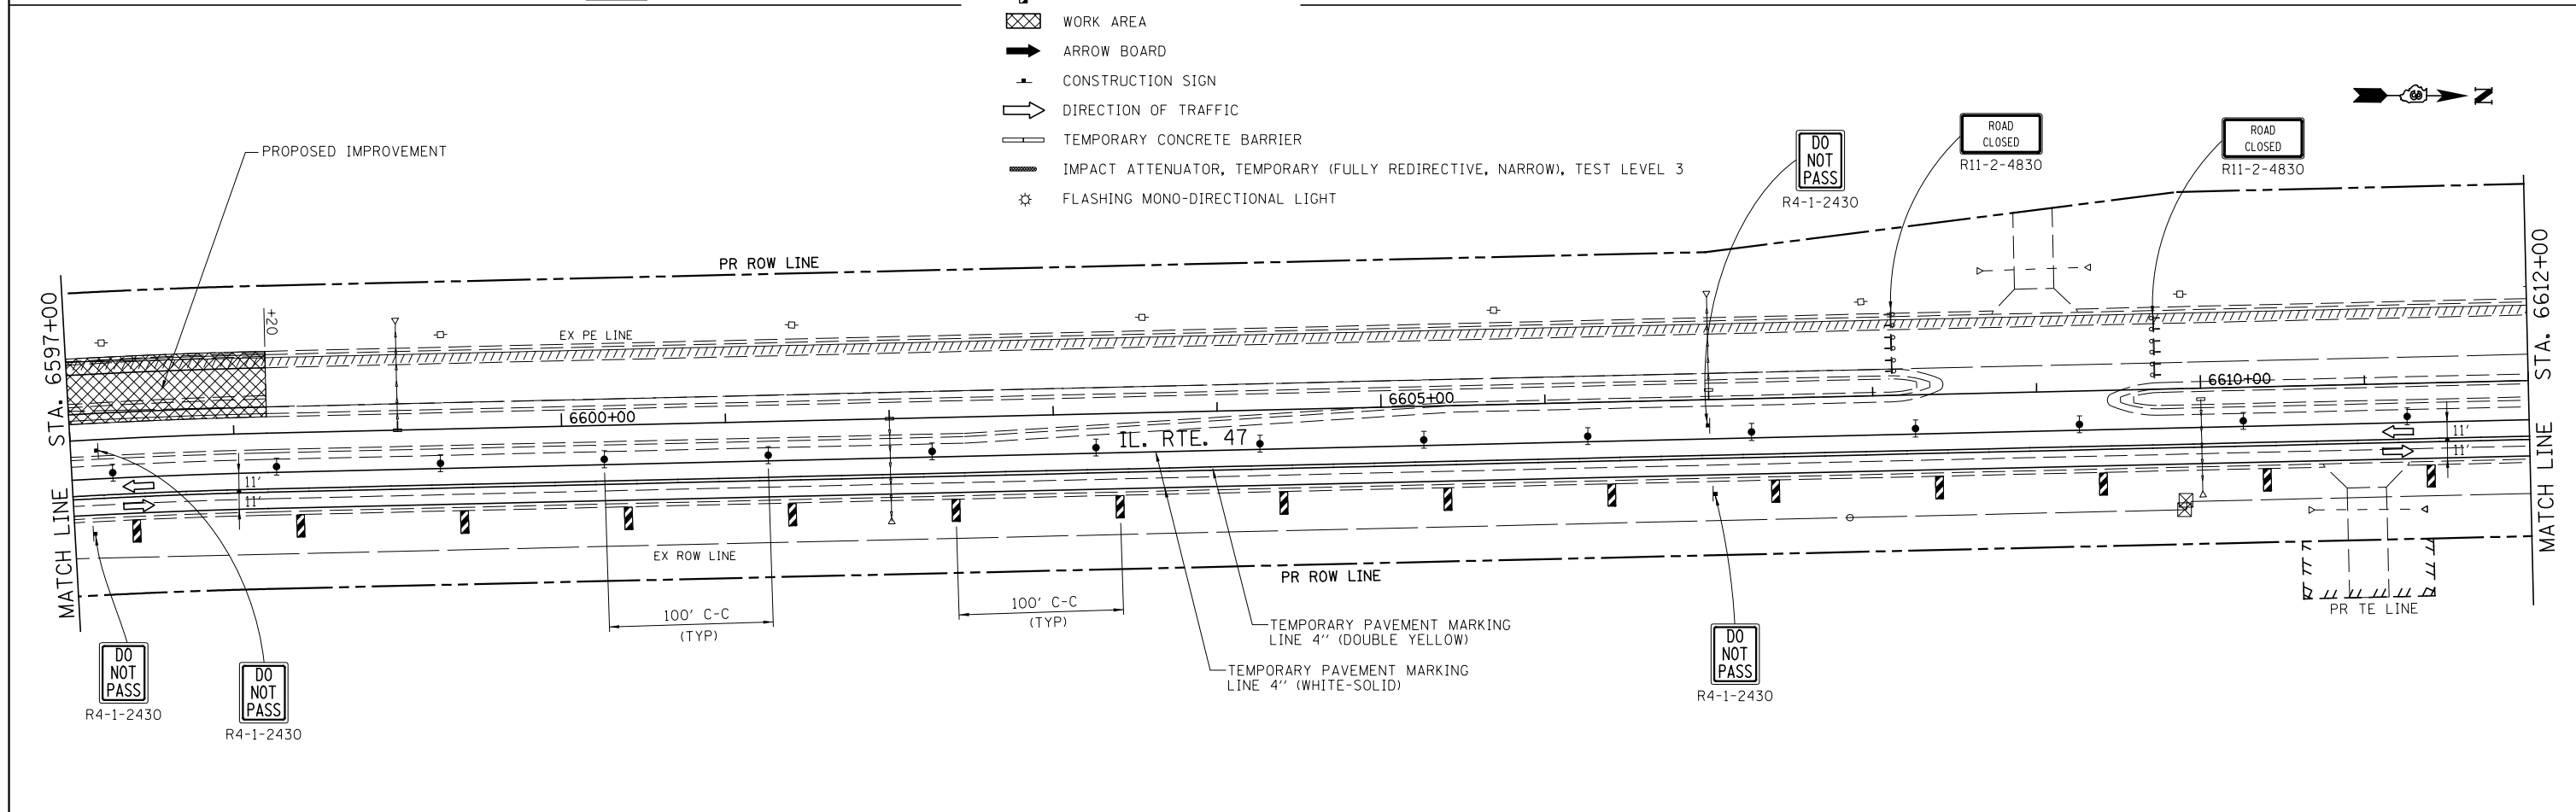 WORK AREA
ARROW BOARD
CONSTRUCTION SIGN
DIRECTION OF TRAFFIC
TEMPORARY CONCRETE BARRIER
IMPACT ATTENUATOR, TEMPORARY (FULLY REDIRECTIVE, NARROW), TEST LEVEL 3
FLASHING MONO-DIRECTIONAL LIGHT
N
PROPOSED IMPROVEMENT
DO
NOT
PASS
R4-1-2430
ROAD
CLOSED
R11-2-4830
ROAD
CLOSED
R11-2-4830
PR ROW LINE
+20
EX PE LINE
MATCH LINE STA. 6597+00
MATCH LINE STA. 6612+00
6600+00
6605+00
6610+00
IL. RTE. 47
11'
11'
11'
11'
EX ROW LINE
PR ROW LINE
100' C-C
(TYP)
100' C-C
(TYP)
PR TE LINE
TEMPORARY PAVEMENT MARKING
LINE 4'' (DOUBLE YELLOW)
TEMPORARY PAVEMENT MARKING
LINE 4'' (WHITE-SOLID)
DO
NOT
PASS
R4-1-2430
DO
NOT
PASS
R4-1-2430
DO
NOT
PASS
R4-1-2430